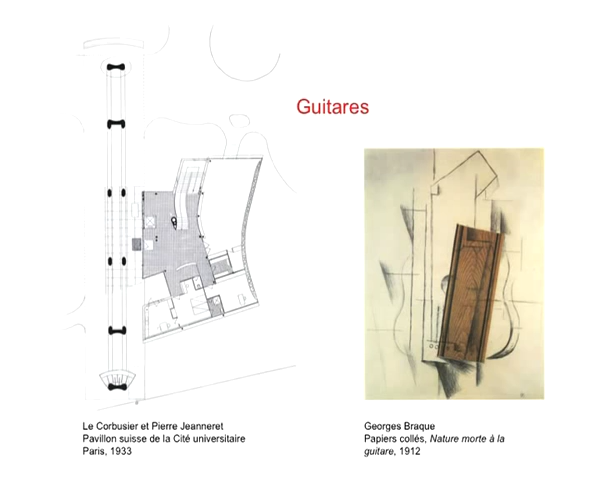 Guitares
Le Corbusier et Pierre Jeanneret
Pavillon suisse de la Cité universitaire
Paris, 1933
Georges Braque
Papiers collés, Nature morte à la
guitare, 1912